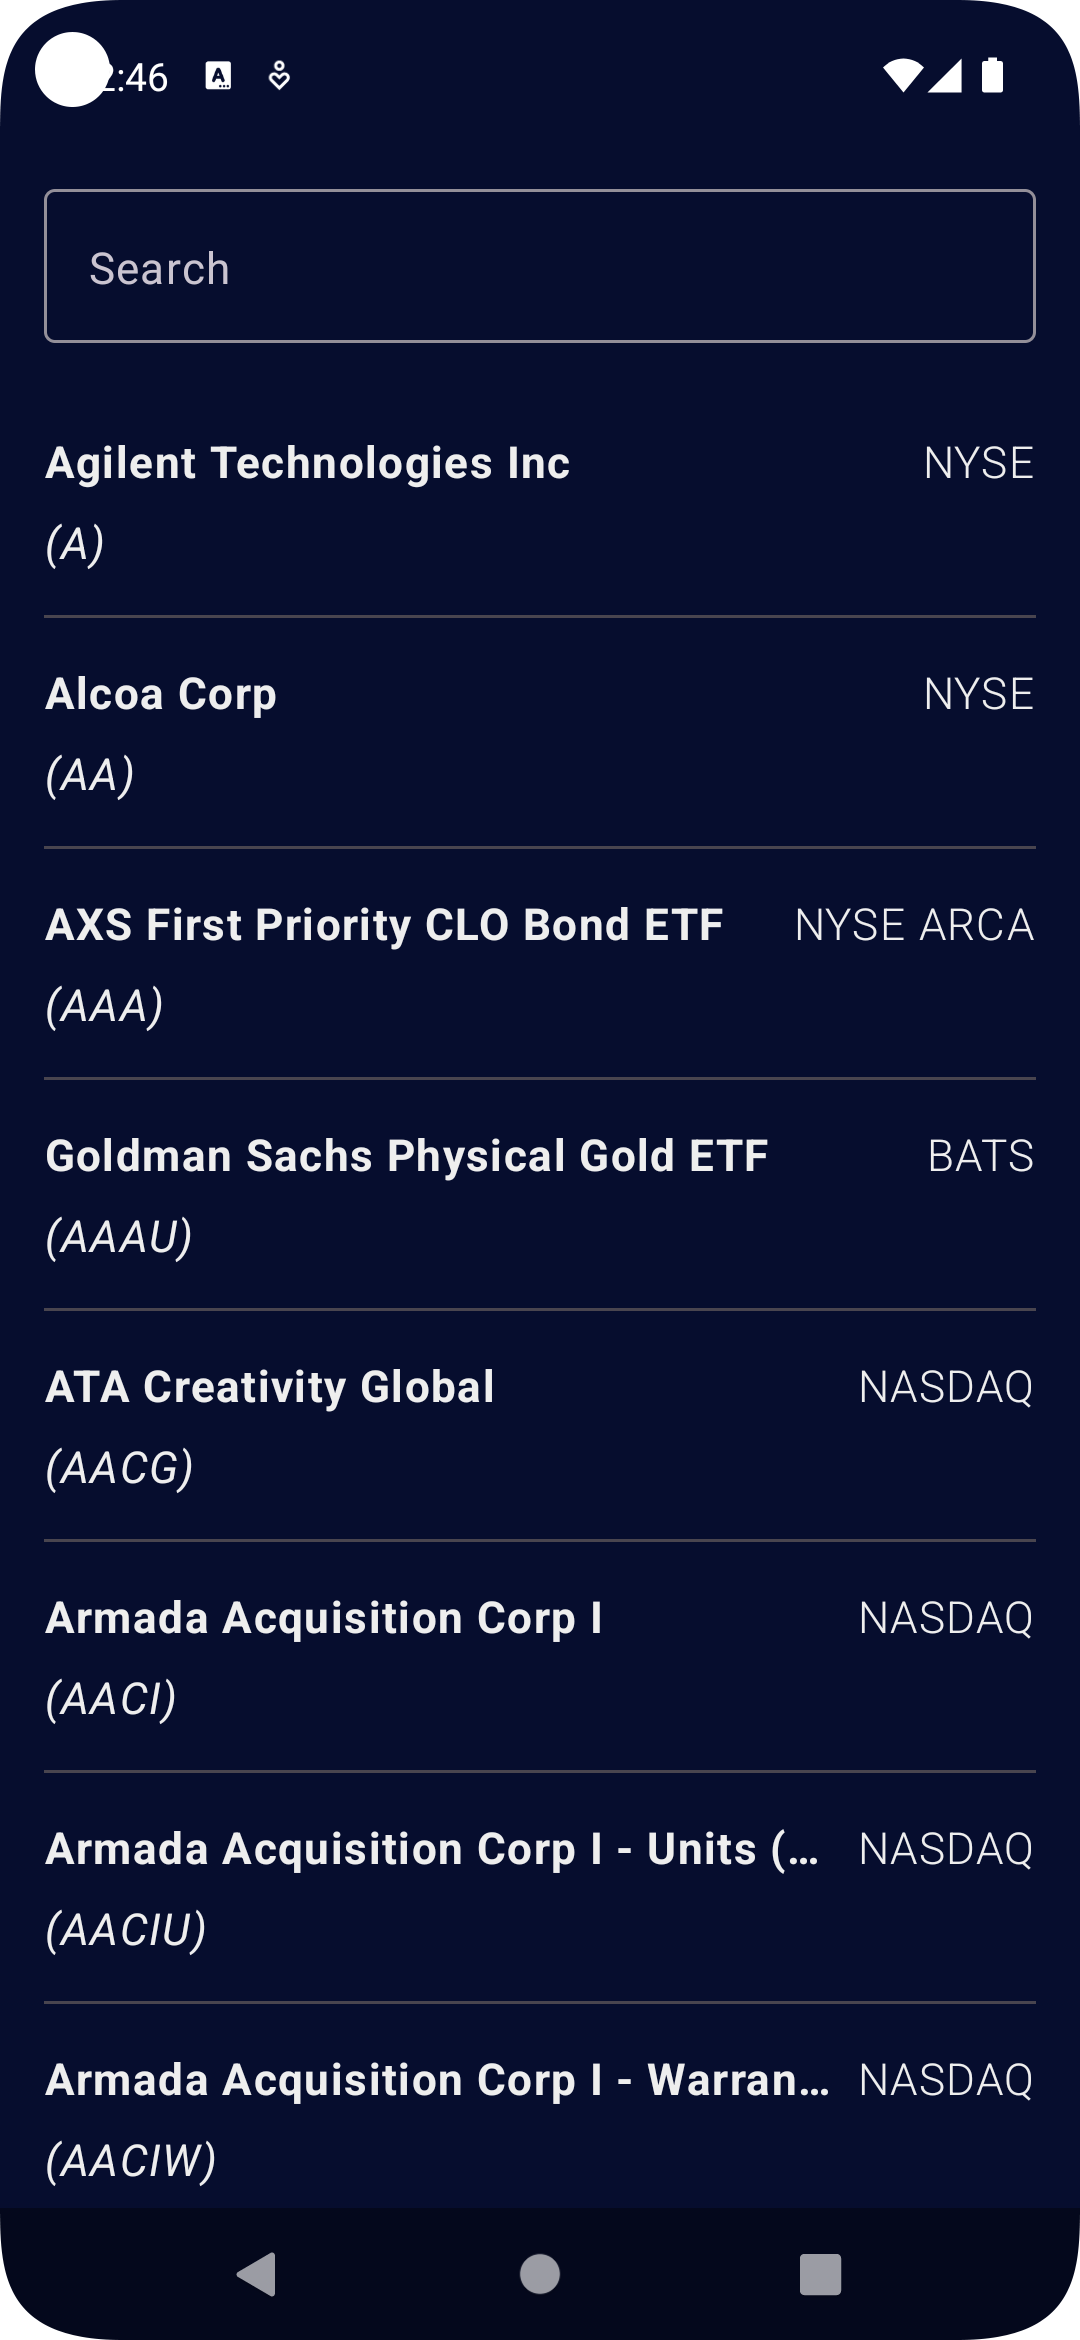 :46
Search
Agilent Technologies Inc NYSE
(A)
Alcoa Corp NYSE
(AA)
AXS First Priority CLO Bond ETF NYSE ARCA
(AAA)
Goldman Sachs Physical Gold ETF BATS
(AAAU)
ATA Creativity Global NASDAQ
(AACG)
Armada Acquisition Corp I NASDAQ
(AACI)
Armada Acquisition Corp I - Units (... NASDAQ
(AACIU)
Armada Acquisition Corp I - Warran... NASDAQ
(AACIW)